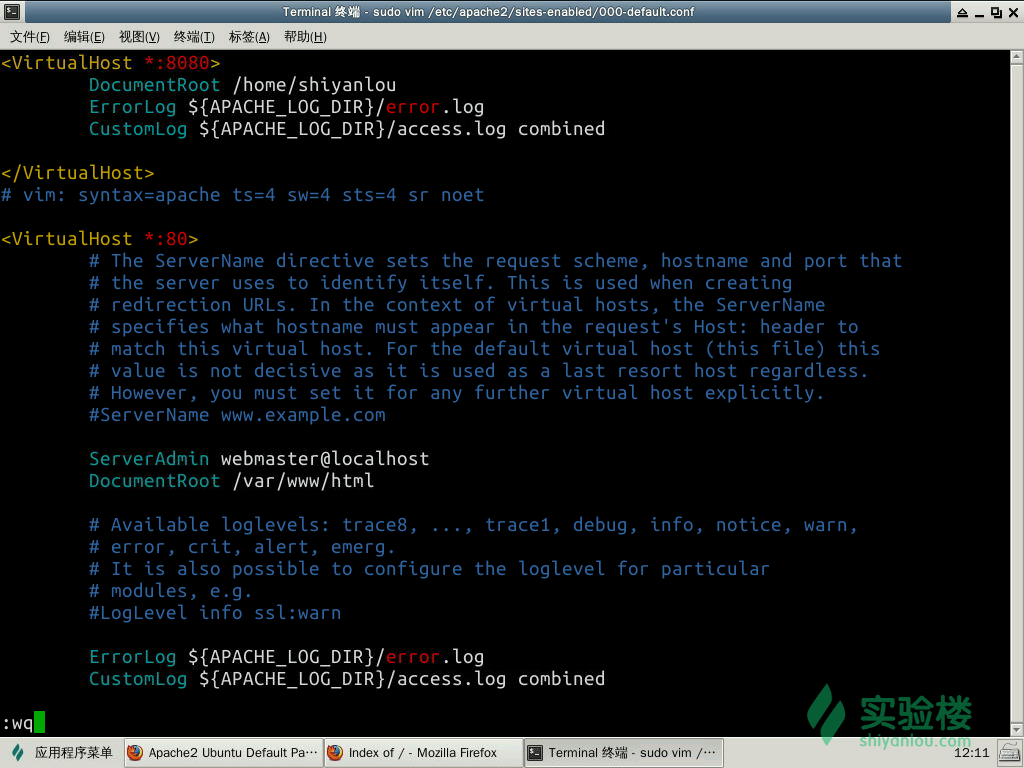 Terminal 终端 - sudo vim /etc/apache2/sites-enabled/000-default.conf
文件(F) 编辑(E) 视图(V) 终端(T) 标签(A) 帮助(H)
<VirtualHost *:8080>
DocumentRoot /home/shiyanlou
ErrorLog ${APACHE_LOG_DIR}/error.log
CustomLog ${APACHE_LOG_DIR}/access.log combined
</VirtualHost>
# vim: syntax=apache ts=4 sw=4 sts=4 sr noet
<VirtualHost *:80>
# The ServerName directive sets the request scheme, hostname and port that
# the server uses to identify itself. This is used when creating
# redirection URLs. In the context of virtual hosts, the ServerName
# specifies what hostname must appear in the request's Host: header to
# match this virtual host. For the default virtual host (this file) this
# value is not decisive as it is used as a last resort host regardless.
# However, you must set it for any further virtual host explicitly.
#ServerName www.example.com
ServerAdmin webmaster@localhost
DocumentRoot /var/www/html
# Available loglevels: trace8, ..., trace1, debug, info, notice, warn,
# error, crit, alert, emerg.
# It is also possible to configure the loglevel for particular
# modules, e.g.
#LogLevel info ssl:warn
ErrorLog ${APACHE_LOG_DIR}/error.log
CustomLog ${APACHE_LOG_DIR}/access.log combined
:wq
实验楼
shiyanlou.com
应用程序菜单 Apache2 Ubuntu Default Pa··· Index of / - Mozilla Firefox Terminal 终端 - sudo vim /··· 12:11